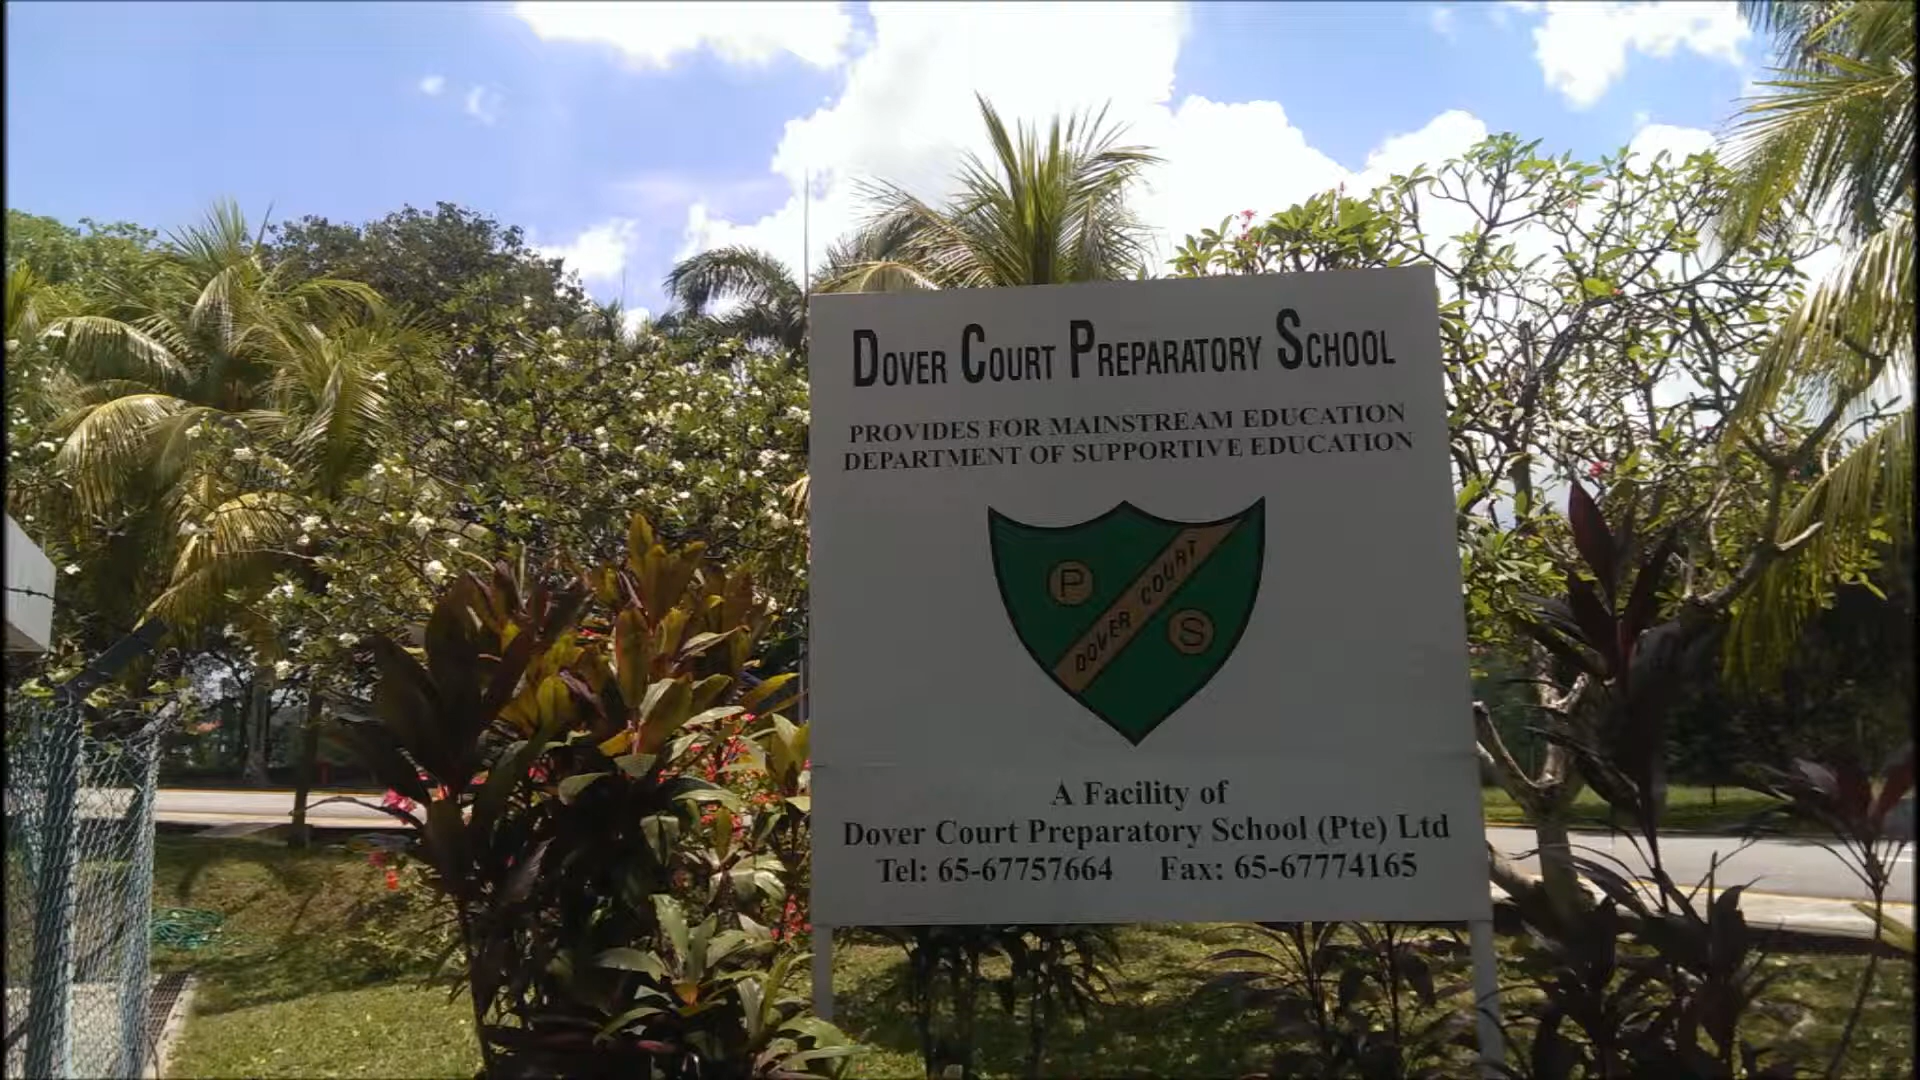 DOVER COURT PREPARATORY SCHOOL
PROVIDES FOR MAINSTREAM EDUCATION
DEPARTMENT OF SUPPORTIVE EDUCATION
P
DOVER COURT
S
A Facility of
Dover Court Preparatory School (Pte) Ltd
Tel: 65-67757664 Fax: 65-67774165